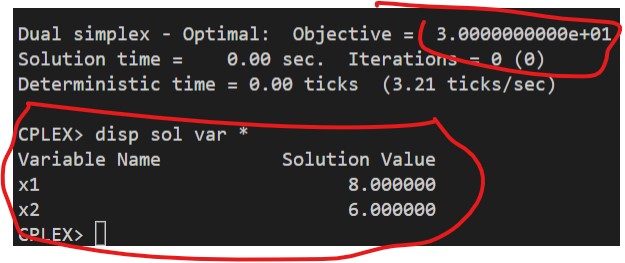 Dual simplex - Optimal:  Objective =  3.0000000000e+01
Solution time =    0.00 sec.  Iterations = 0 (0)
Deterministic time = 0.00 ticks  (3.21 ticks/sec)
CPLEX> disp sol var *
Variable Name           Solution Value
x1                            8.000000
x2                            6.000000
CPLEX>